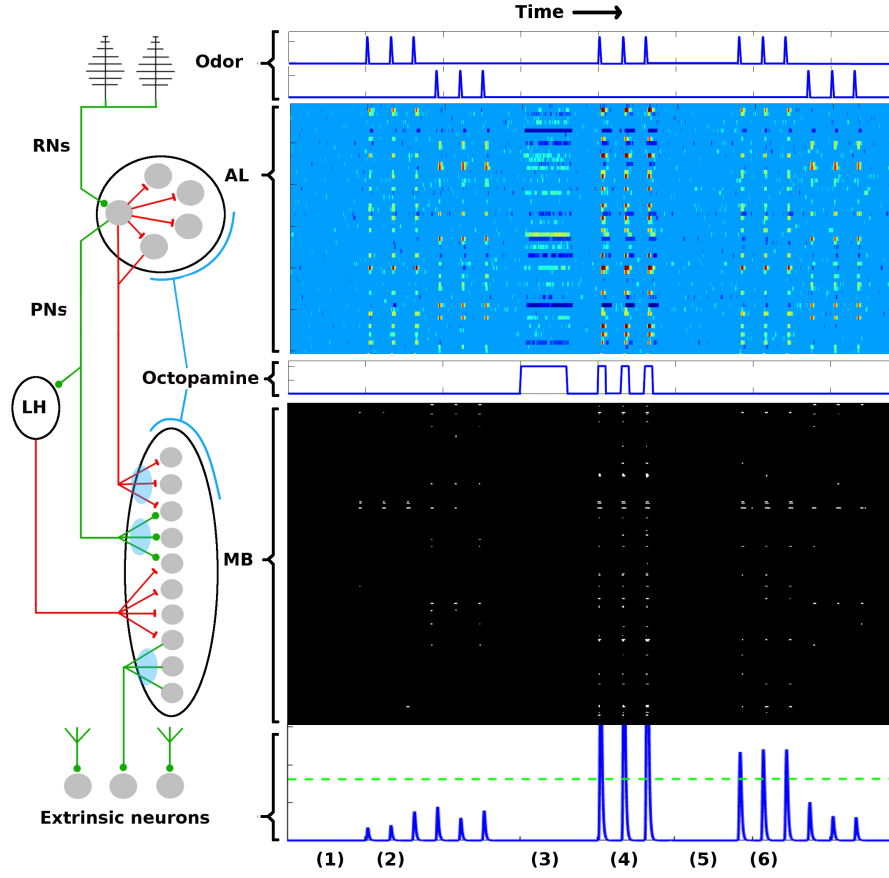 Time
Odor
RNs
AL
PNs
Octopamine
LH
MB
Extrinsic neurons
(1) (2) (3) (4) (5) (6)